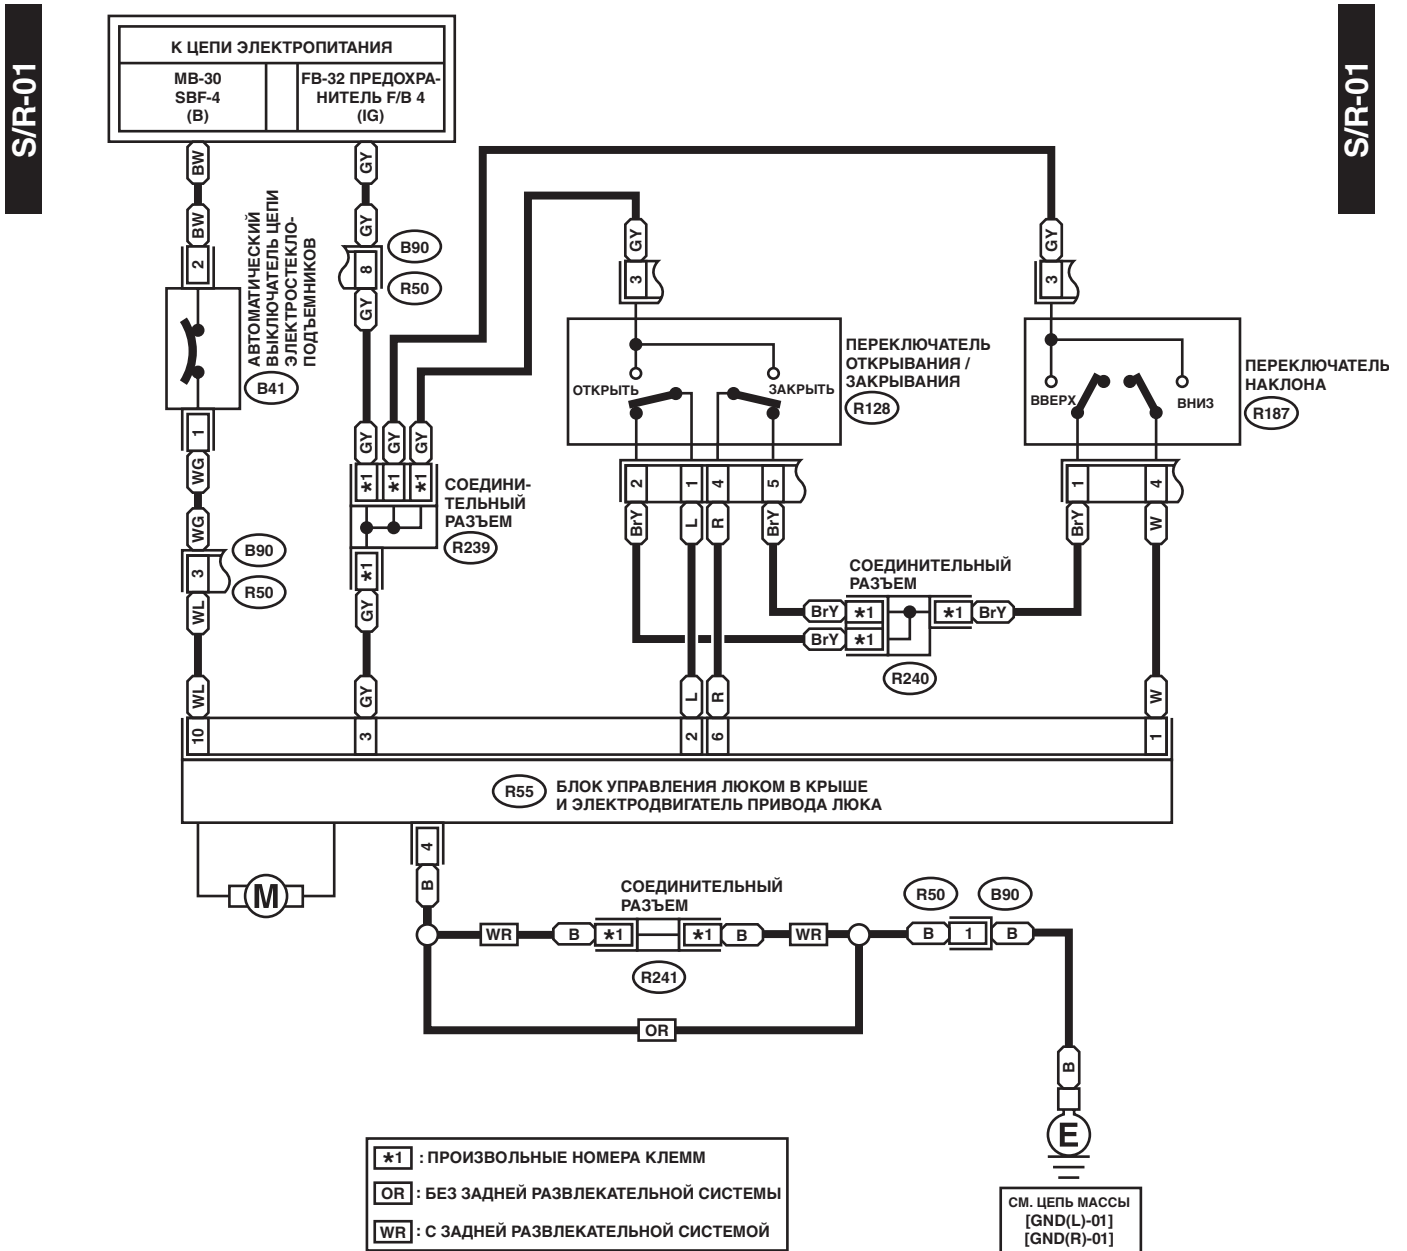 S/R-01
S/R-01
К ЦЕПИ ЭЛЕКТРОПИТАНИЯ
MB-30
SBF-4
(B)
FB-32 ПРЕДОХРА-
НИТЕЛЬ F/B 4
(IG)
BW
GY
BW
GY
2
8
B90
R50
GY
АВТОМАТИЧЕСКИЙ
ВЫКЛЮЧАТЕЛЬ ЦЕПИ
ЭЛЕКТРОСТЕКЛО-
ПОДЪЕМНИКОВ
B41
GY
3
GY
3
ОТКРЫТЬ
ЗАКРЫТЬ
ПЕРЕКЛЮЧАТЕЛЬ
ОТКРЫВАНИЯ /
ЗАКРЫВАНИЯ
R128
ВВЕРХ
ВНИЗ
ПЕРЕКЛЮЧАТЕЛЬ
НАКЛОНА
R187
1
WG
WG
3
B90
R50
WL
WL
GY
GY
GY
*1
*1
*1
СОЕДИНИ-
ТЕЛЬНЫЙ
РАЗЪЕМ
R239
*1
GY
GY
2
1
4
5
BrY
L
R
BrY
1
4
BrY
W
СОЕДИНИТЕЛЬНЫЙ
РАЗЪЕМ
BrY
*1
*1
BrY
BrY
*1
R240
L
R
W
10
3
2
6
1
R55
БЛОК УПРАВЛЕНИЯ ЛЮКОМ В КРЫШЕ
И ЭЛЕКТРОДВИГАТЕЛЬ ПРИВОДА ЛЮКА
4
B
M
СОЕДИНИТЕЛЬНЫЙ
РАЗЪЕМ
R50
B90
WR
B
*1
*1
B
WR
B
1
B
R241
OR
B
E
*1
: ПРОИЗВОЛЬНЫЕ НОМЕРА КЛЕММ
OR
: БЕЗ ЗАДНЕЙ РАЗВЛЕКАТЕЛЬНОЙ СИСТЕМЫ
WR
: С ЗАДНЕЙ РАЗВЛЕКАТЕЛЬНОЙ СИСТЕМОЙ
СМ. ЦЕПЬ МАССЫ
[GND(L)-01]
[GND(R)-01]